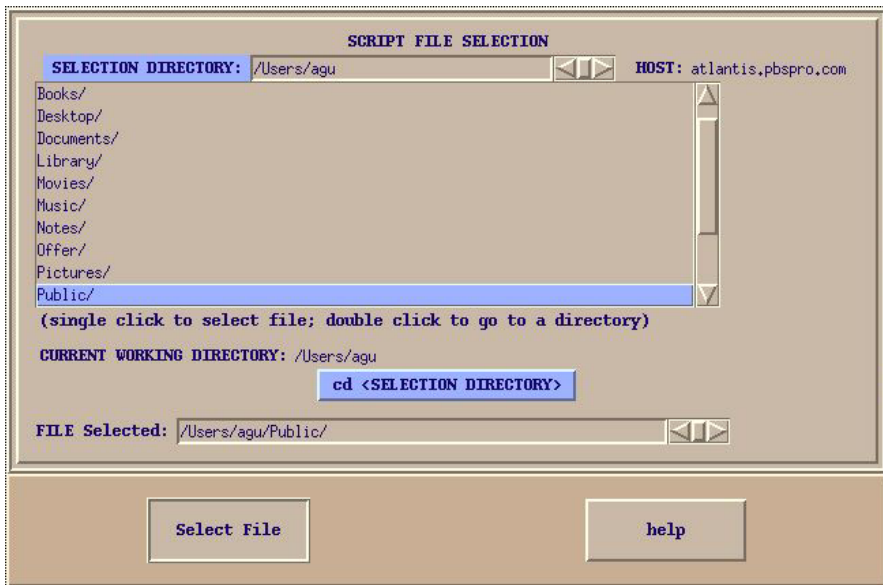 SCRIPT FILE SELECTION
SELECTION DIRECTORY: /Users/agu HOST: atlantis.pbspro.com
Books/
Desktop/
Documents/
Library/
Movies/
Music/
Notes/
Offer/
Pictures/
Public/
(single click to select file; double click to go to a directory)
CURRENT WORKING DIRECTORY: /Users/agu
cd <SELECTION DIRECTORY>
FILE Selected: /Users/agu/Public/
Select File help